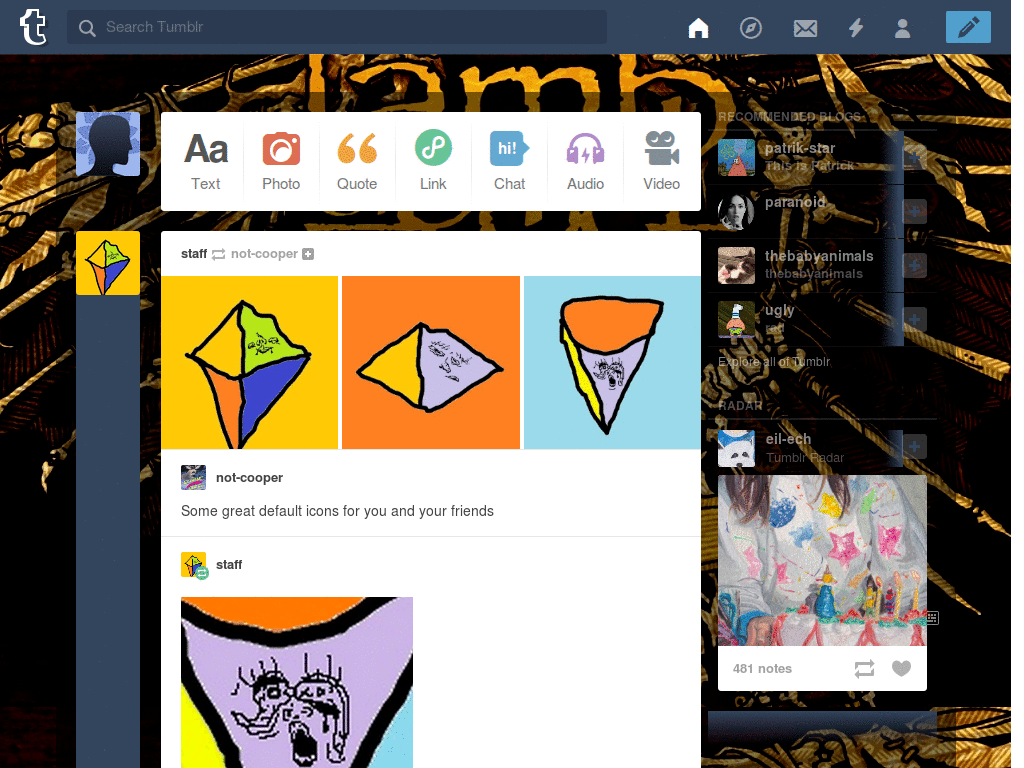 t
Search Tumblr
lamb
RECOMMENDED BLOGS
Aa
hi!
Text
Photo
Quote
Link
Chat
Audio
Video
patrik-star
This Is Patrick
paranoid
thebabyanimals
thebabyanimals
ugly
Explore all of Tumblr
staff not-cooper
RADAR
eil-ech
Tumblr Radar
not-cooper
Some great default icons for you and your friends
staff
481 notes